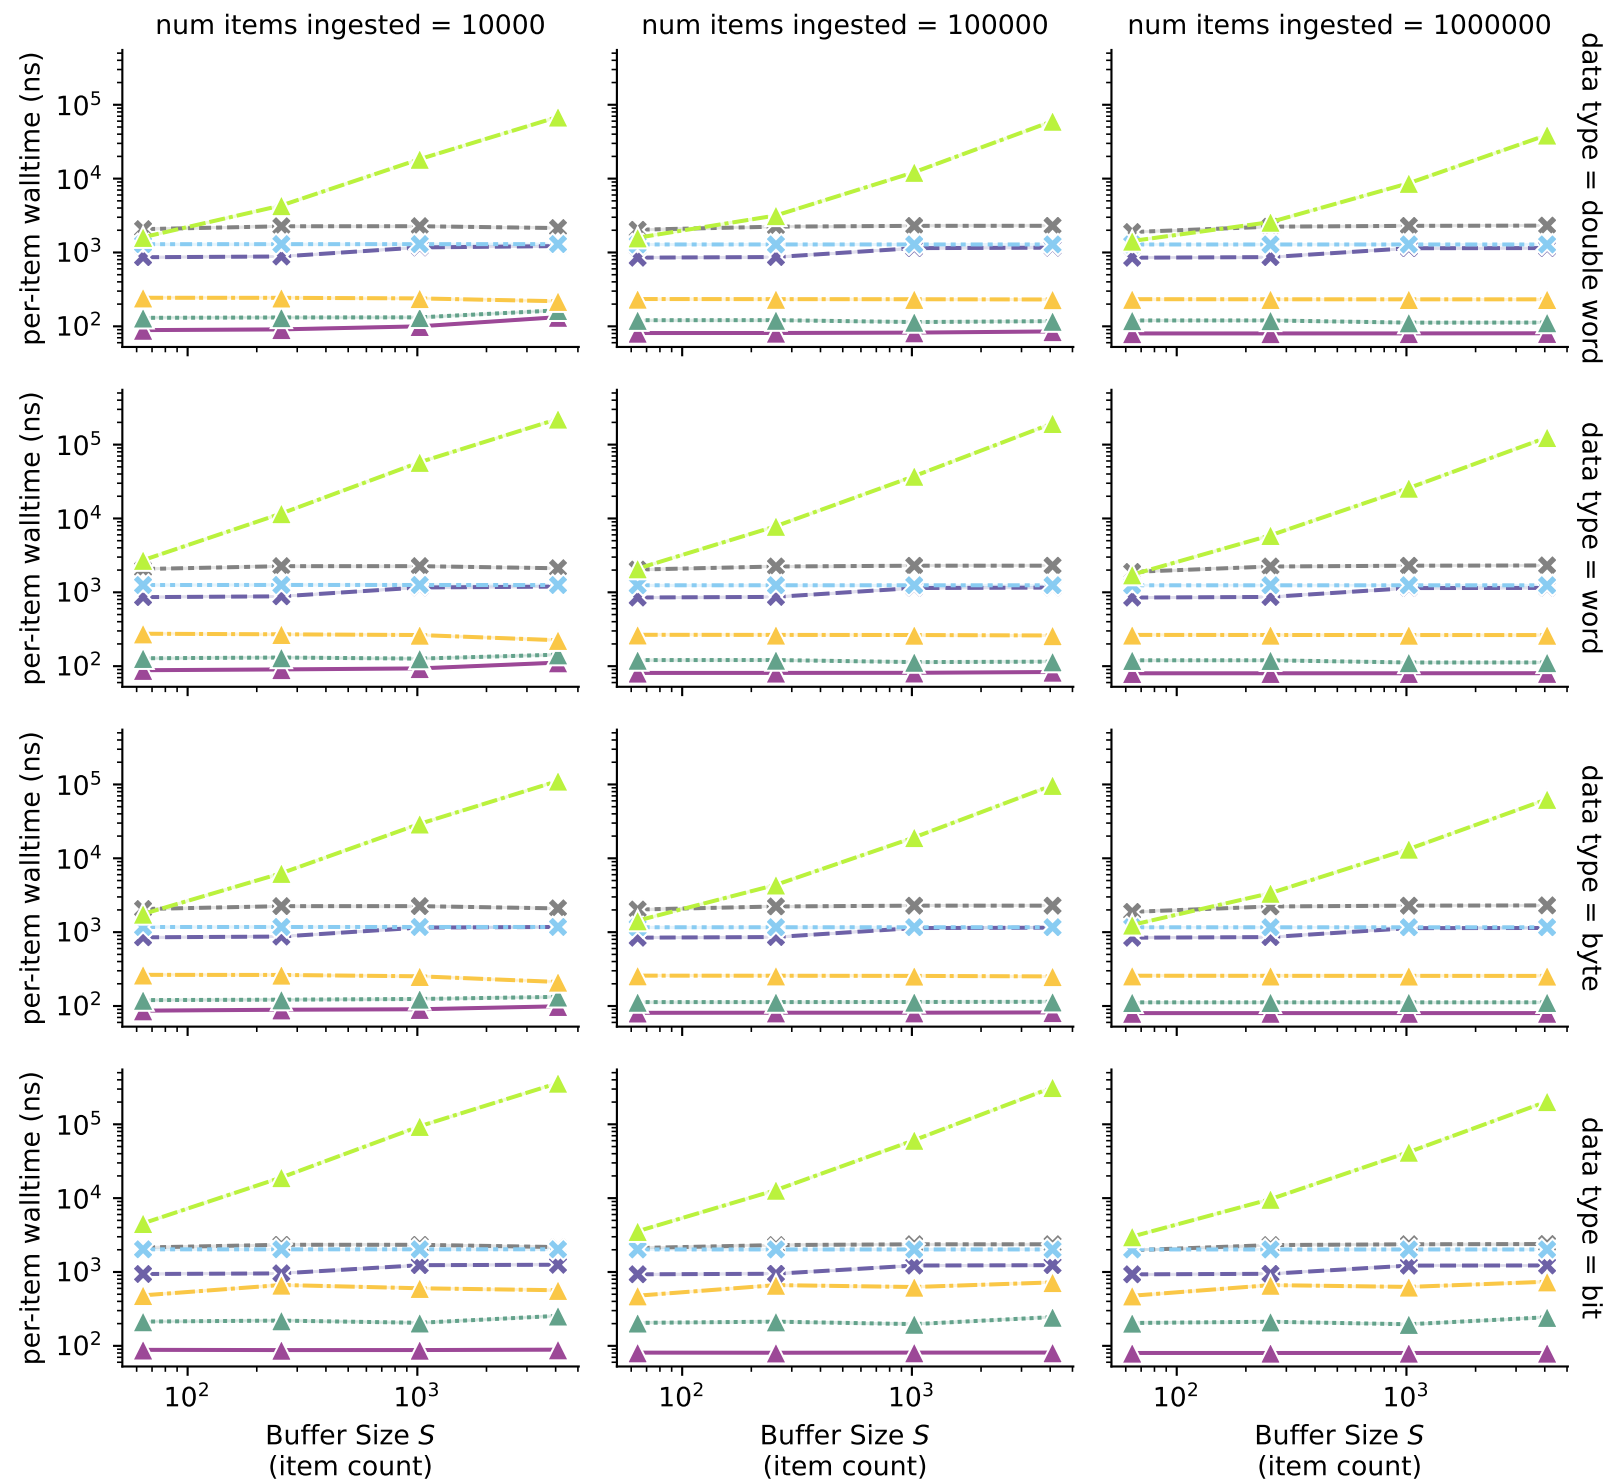 num items ingested = 10000
num items ingested = 100000
num items ingested = 1000000
per-item walltime (ns)
10⁵
10⁴
10³
10²
data type = double word
per-item walltime (ns)
10⁵
10⁴
10³
10²
data type = word
per-item walltime (ns)
10⁵
10⁴
10³
10²
data type = byte
per-item walltime (ns)
10⁵
10⁴
10³
10²
data type = bit
10² 10³
10² 10³
10² 10³
Buffer Size S
(item count)
Buffer Size S
(item count)
Buffer Size S
(item count)